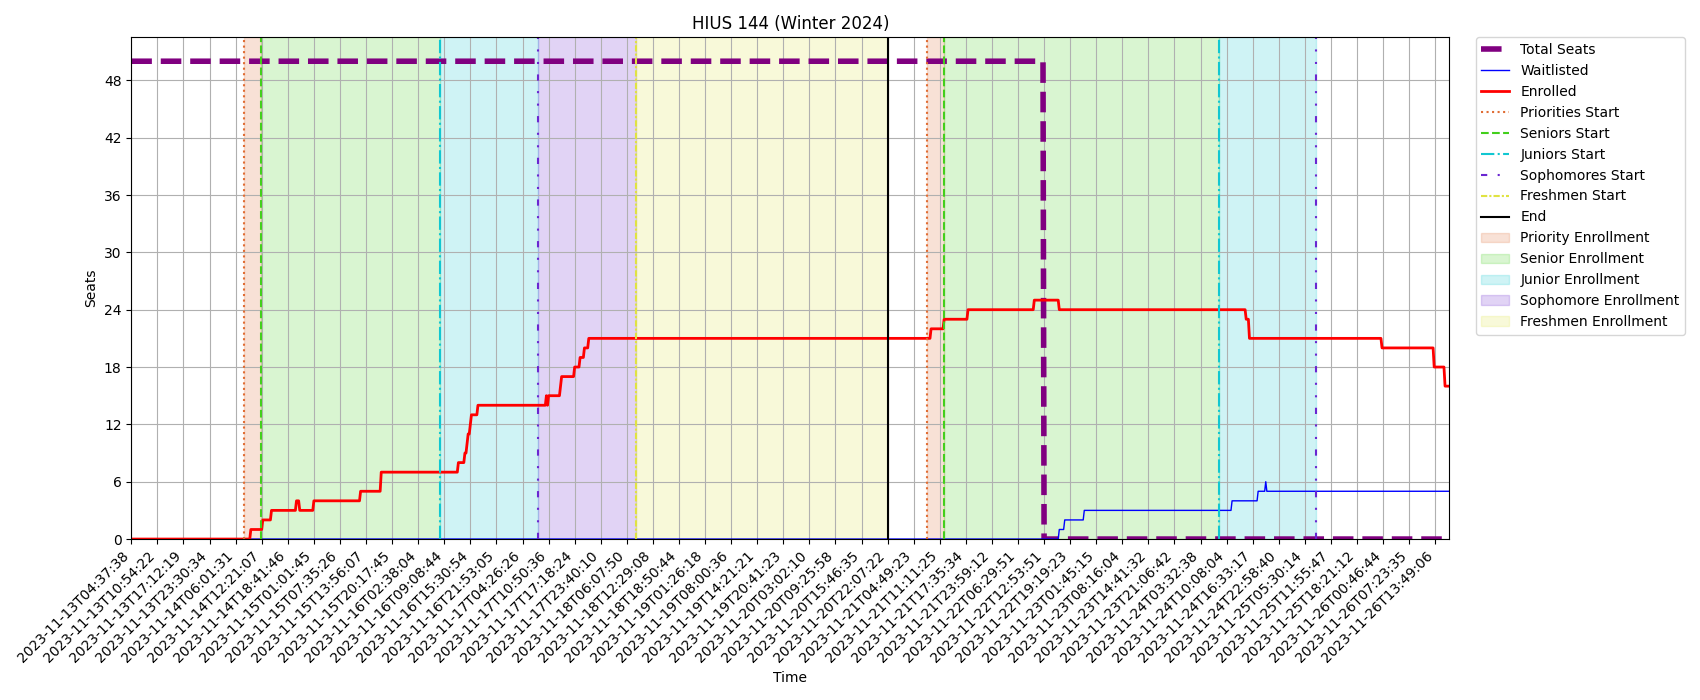 HIUS 144 (Winter 2024)
Seats
48
42
36
30
24
18
12
6
0
2023-11-13T04:37:38
2023-11-13T10:54:22
2023-11-13T17:12:19
2023-11-13T23:30:34
2023-11-14T06:01:31
2023-11-14T12:21:07
2023-11-14T18:41:46
2023-11-15T01:01:45
2023-11-15T07:35:26
2023-11-15T13:56:07
2023-11-15T20:17:45
2023-11-16T02:38:04
2023-11-16T09:08:44
2023-11-16T15:30:54
2023-11-16T21:53:05
2023-11-17T04:26:26
2023-11-17T10:50:36
2023-11-17T17:18:24
2023-11-17T23:40:10
2023-11-18T06:07:50
2023-11-18T12:29:08
2023-11-18T18:50:44
2023-11-19T01:26:18
2023-11-19T08:00:36
2023-11-19T14:21:21
2023-11-19T20:41:23
2023-11-20T03:02:10
2023-11-20T09:25:58
2023-11-20T15:46:35
2023-11-20T22:07:22
2023-11-21T04:49:23
2023-11-21T11:11:25
2023-11-21T17:35:34
2023-11-21T23:59:12
2023-11-22T06:29:51
2023-11-22T12:53:51
2023-11-22T19:19:23
2023-11-23T01:45:15
2023-11-23T08:16:04
2023-11-23T14:41:32
2023-11-23T21:06:42
2023-11-24T03:32:38
2023-11-24T10:08:04
2023-11-24T16:33:17
2023-11-24T22:58:40
2023-11-25T05:30:14
2023-11-25T11:55:47
2023-11-25T18:21:12
2023-11-26T00:46:44
2023-11-26T07:23:35
2023-11-26T13:49:06
Time
Total Seats
Waitlisted
Enrolled
Priorities Start
Seniors Start
Juniors Start
Sophomores Start
Freshmen Start
End
Priority Enrollment
Senior Enrollment
Junior Enrollment
Sophomore Enrollment
Freshmen Enrollment